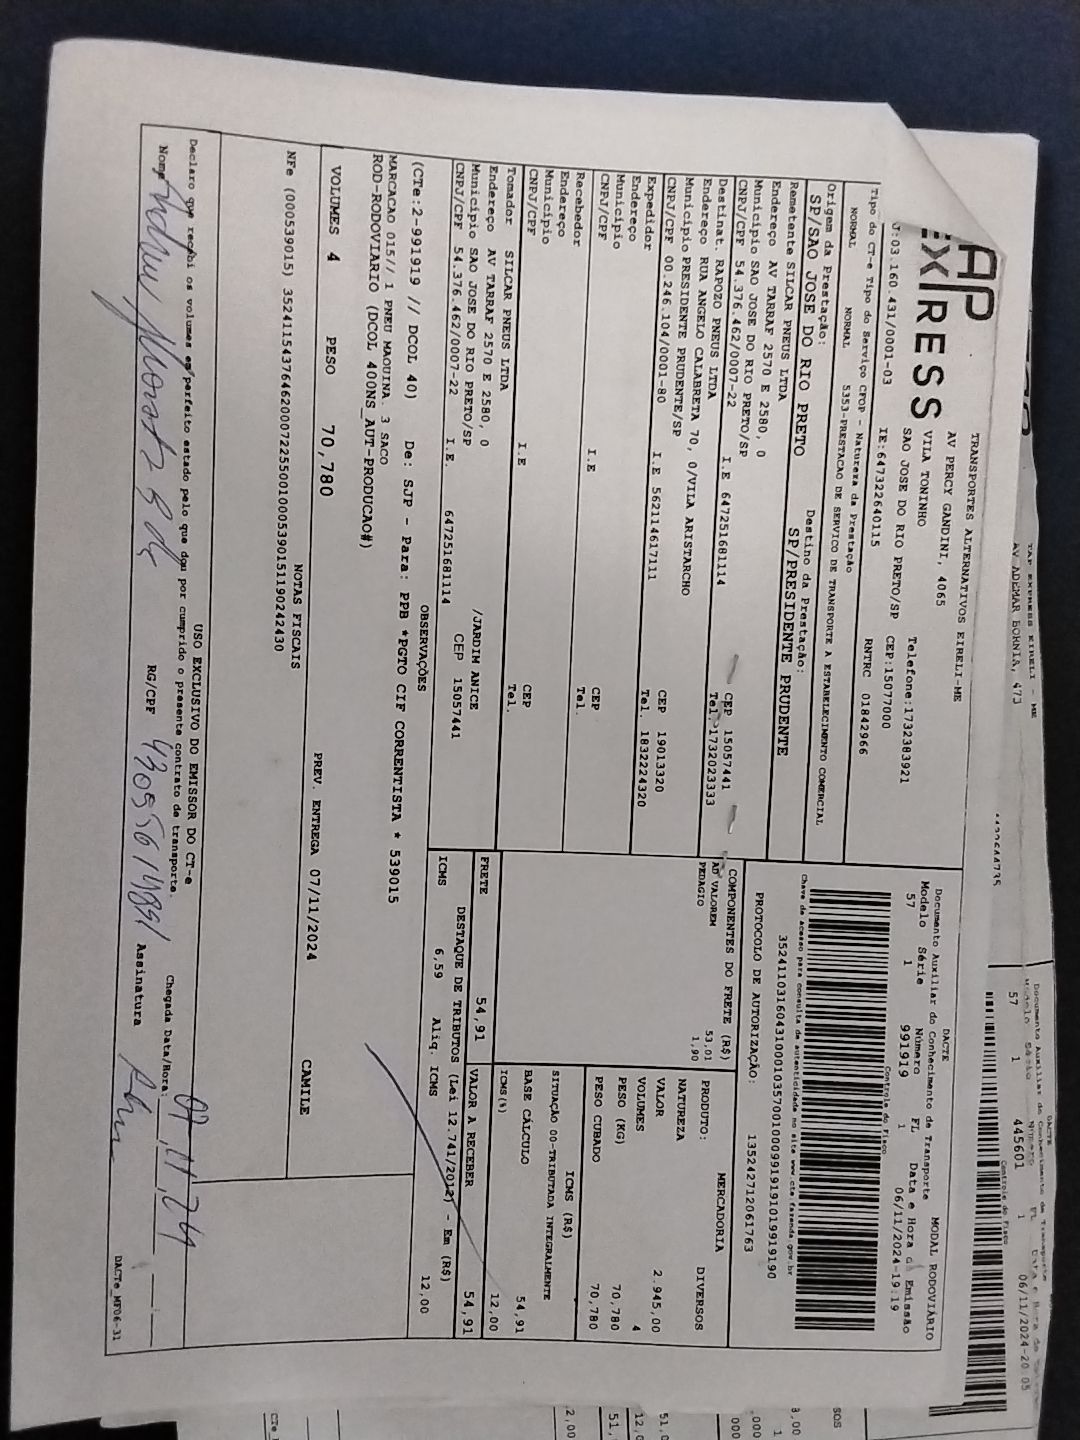 TRANSPORTES ALTERNATIVOS EIRELI-ME
AV PERCY GANDINI, 4065
VILA TONINHO
SAO JOSE DO RIO PRETO/SP
Telefone:1732383921
CEP:15077000
:03.160.431/0001-03
IE:647322640115
RNTRC 01842966
Tipo do CT-e Tipo do Serviço CFOP - Natureza da Prestação
NORMAL NORMAL 5353-PRESTACAO DE SERVICO DE TRANSPORTE A ESTABELECIMENTO COMERCIAL
Origem da Prestação: Destino da Prestação:
SP/SAO JOSE DO RIO PRETO SP/PRESIDENTE PRUDENTE
DACTE MODAL RODOVIÁRIO
Documento Auxiliar do Conhecimento de Transporte
Modelo Série Número FL Data e Hora de Emissão
57 1 991919 1 06/11/2024-19:19
Controle do Fisco
Chave de acesso para consulta de autenticidade no site www.cte.fazenda.gov.br
35241103160431000103570010009919191019919190
PROTOCOLO DE AUTORIZAÇÃO: 135242712061763
Remetente SILCAR PNEUS LTDA
Endereço AV TARRAF 2570 E 2580, 0
Município SAO JOSE DO RIO PRETO/SP CEP 15057441
CNPJ/CPF 54.376.462/0007-22 I.E 647251681114 Tel. 1732023333
Destinat. RAPOZO PNEUS LTDA
Endereço RUA ANGELO CALABRETA 70, 0/VILA ARISTARCHO
Município PRESIDENTE PRUDENTE/SP CEP 19013320
CNPJ/CPF 00.246.104/0001-80 I.E 562114617111 Tel. 1832224320
Expedidor
Endereço
Município CEP
CNPJ/CPF I.E Tel.
Recebedor
Endereço
Município CEP
CNPJ/CPF I.E Tel.
Tomador SILCAR PNEUS LTDA
Endereço AV TARRAF 2570 E 2580, 0 /JARDIM ANICE
Município SAO JOSE DO RIO PRETO/SP CEP 15057441
CNPJ/CPF 54.376.462/0007-22 I.E. 647251681114
COMPONENTES DO FRETE (R$)
AD VALOREM 53,01
PEDAGIO 1,90
FRETE 54,91
PRODUTO: MERCADORIA
NATUREZA DIVERSOS
VALOR 2.945,00
VOLUMES 4
PESO (KG) 70,780
PESO CUBADO 70,780
ICMS (R$)
SITUAÇÃO 00-TRIBUTADA INTEGRALMENTE
BASE CÁLCULO 54,91
ICMS(%) 12,00
VALOR A RECEBER 54,91
DESTAQUE DE TRIBUTOS (Lei 12.741/2012) - Em (R$)
ICMS 6,59 Aliq. ICMS 12,00
OBSERVAÇÕES
(CTe:2-991919 // DCOL 40) De: SJP - Para: PPB *PGTO CIF CORRENTISTA * 539015
MARCACAO 015// 1 PNEU MAQUINA 3 SACO
ROD-RODOVIARIO (DCOL 400NS_AUT-PRODUCAO#)
VOLUMES 4 PESO 70,780 PREV. ENTREGA 07/11/2024 CAMILE
NOTAS FISCAIS
NFe (000539015) 35241154376462000722550010005390151190242430
USO EXCLUSIVO DO EMISSOR DO CT-e
Declaro que recebi os volumes em perfeito estado pelo que dou por cumprido o presente contrato de transporte.
Chegada Data/Hora: 07 11 24
Nome RG/CPF Assinatura
DACTe_MF06-31
TAP EXPRESS EIRELI - ME
AV ADEMAR BORNIA, 473
57 1 445601 1 06/11/2024-20:05
Controle do Fisco